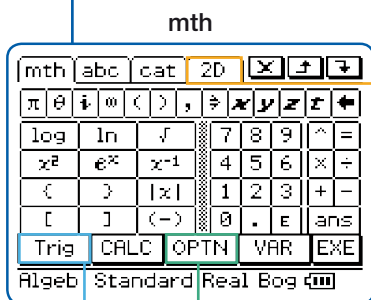 mth
mth abc cat 2D
π θ i ∞ ( ) , ⇒ x y z t ←
log ln √ 7 8 9 ^ =
x² eˣ x⁻¹ 4 5 6 × ÷
( ) |x| 1 2 3 + −
[ ] (−) 0 . E ans
Trig CALC OPTN VAR EXE
Algeb Standard Real Bog